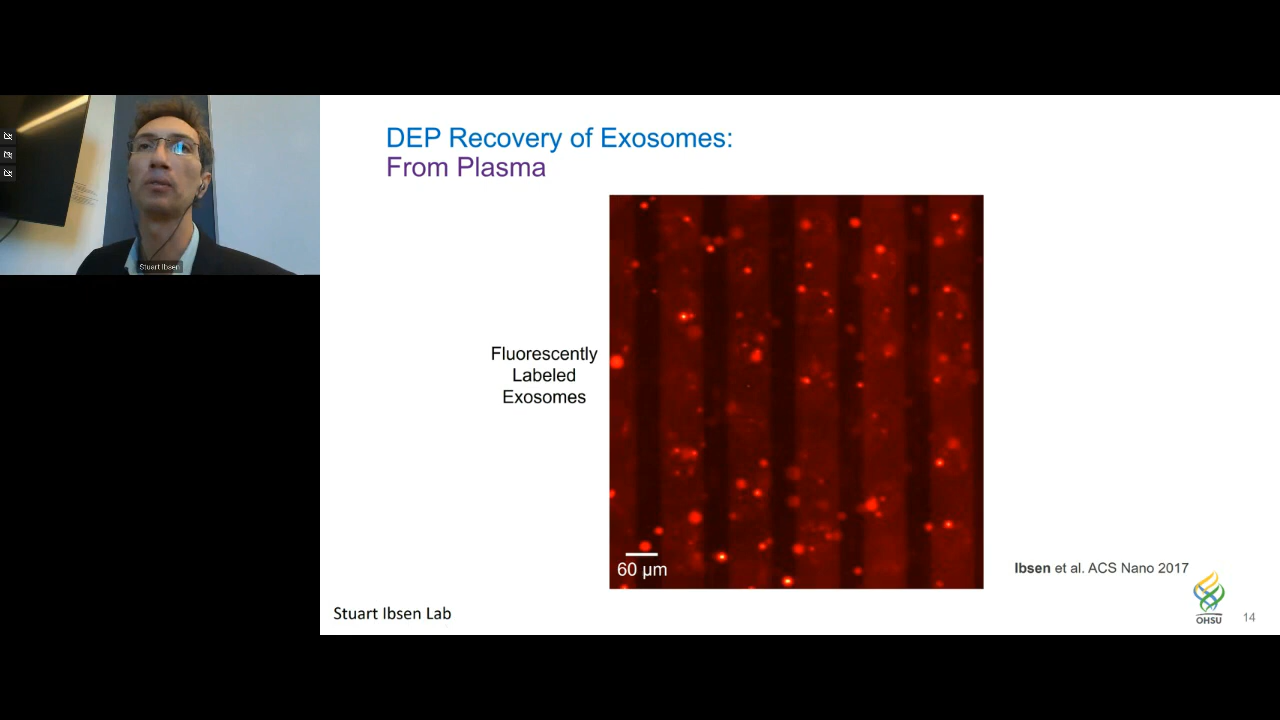 DEP Recovery of Exosomes:
From Plasma
Stuart Ibsen
Fluorescently
Labeled
Exosomes
60 µm
Ibsen et al. ACS Nano 2017
Stuart Ibsen Lab
OHSU
14